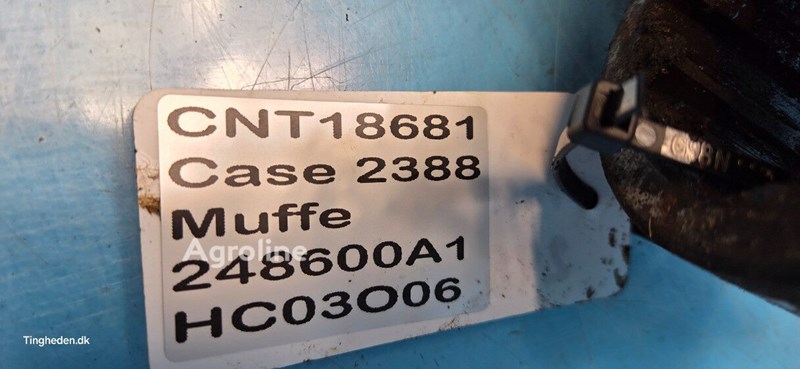 CNT18681
Case 2388
Muffe
Agroline
248600A1
HC03O06
Tingheden.dk